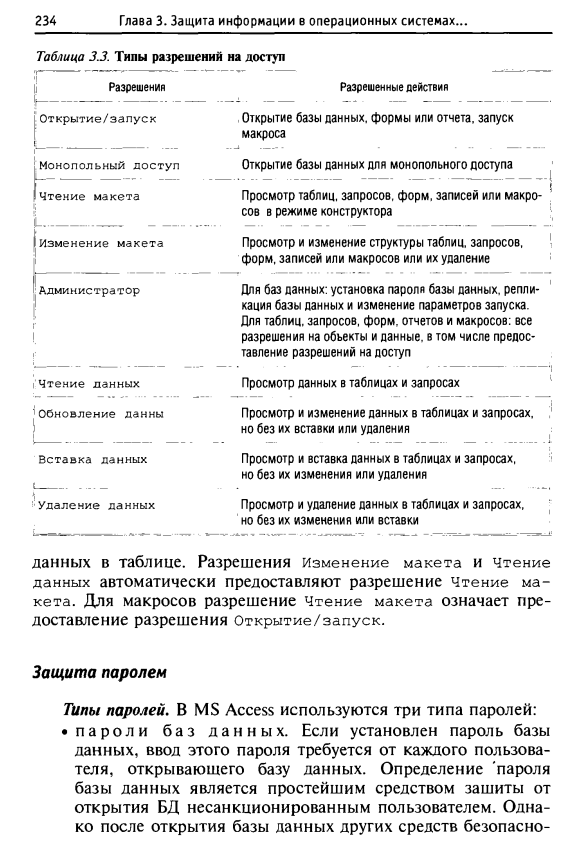 234 Глава 3. Защита информации в операционных системах...
Таблица 3.3. Типы разрешений на доступ
Разрешения Разрешенные действия
Открытие/запуск Открытие базы данных, формы или отчета, запуск
макроса
Монопольный доступ Открытие базы данных для монопольного доступа
Чтение макета Просмотр таблиц, запросов, форм, записей или макро-
сов в режиме конструктора
Изменение макета Просмотр и изменение структуры таблиц, запросов,
форм, записей или макросов или их удаление
Администратор Для баз данных: установка пароля базы данных, репли-
кация базы данных и изменение параметров запуска.
Для таблиц, запросов, форм, отчетов и макросов: все
разрешения на объекты и данные, в том числе предос-
тавление разрешений на доступ
Чтение данных Просмотр данных в таблицах и запросах
Обновление данны Просмотр и изменение данных в таблицах и запросах,
но без их вставки или удаления
Вставка данных Просмотр и вставка данных в таблицах и запросах,
но без их изменения или удаления
Удаление данных Просмотр и удаление данных в таблицах и запросах,
но без их изменения или вставки
данных в таблице. Разрешения Изменение макета и Чтение
данных автоматически предоставляют разрешение Чтение ма-
кета. Для макросов разрешение Чтение макета означает пре-
доставление разрешения Открытие/запуск.
Защита паролем
Типы паролей. В MS Access используются три типа паролей:
• пароли баз данных. Если установлен пароль базы
данных, ввод этого пароля требуется от каждого пользова-
теля, открывающего базу данных. Определение пароля
базы данных является простейшим средством зашиты от
открытия БД несанкционированным пользователем. Одна-
ко после открытия базы данных других средств безопасно-